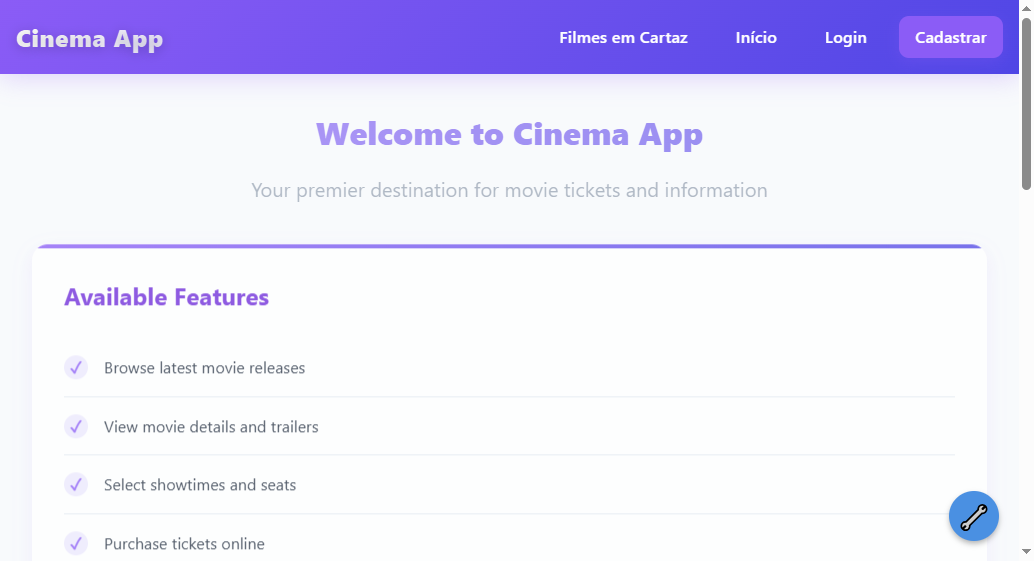 Cinema App
Filmes em Cartaz
Início
Login
Cadastrar
Welcome to Cinema App
Your premier destination for movie tickets and information
Available Features
✓ Browse latest movie releases
✓ View movie details and trailers
✓ Select showtimes and seats
✓ Purchase tickets online